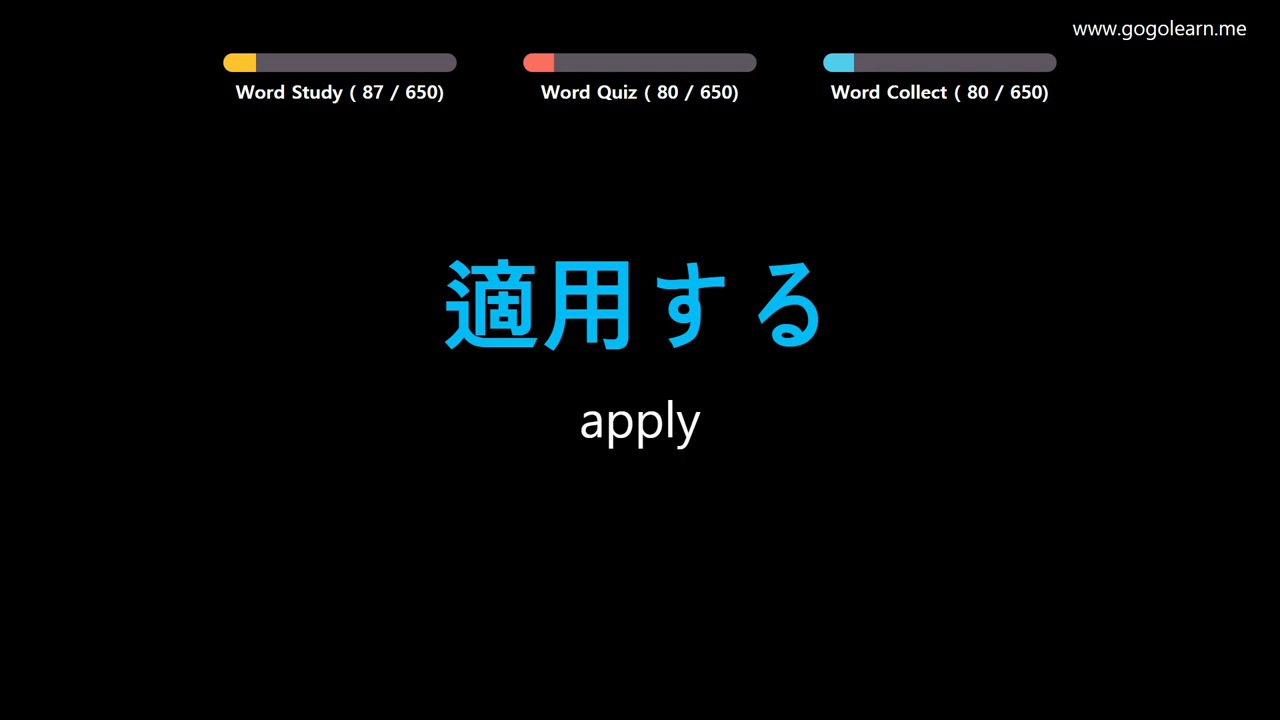 www.gogolearn.me
Word Study ( 87 / 650)
Word Quiz ( 80 / 650)
Word Collect ( 80 / 650)
適用する
apply